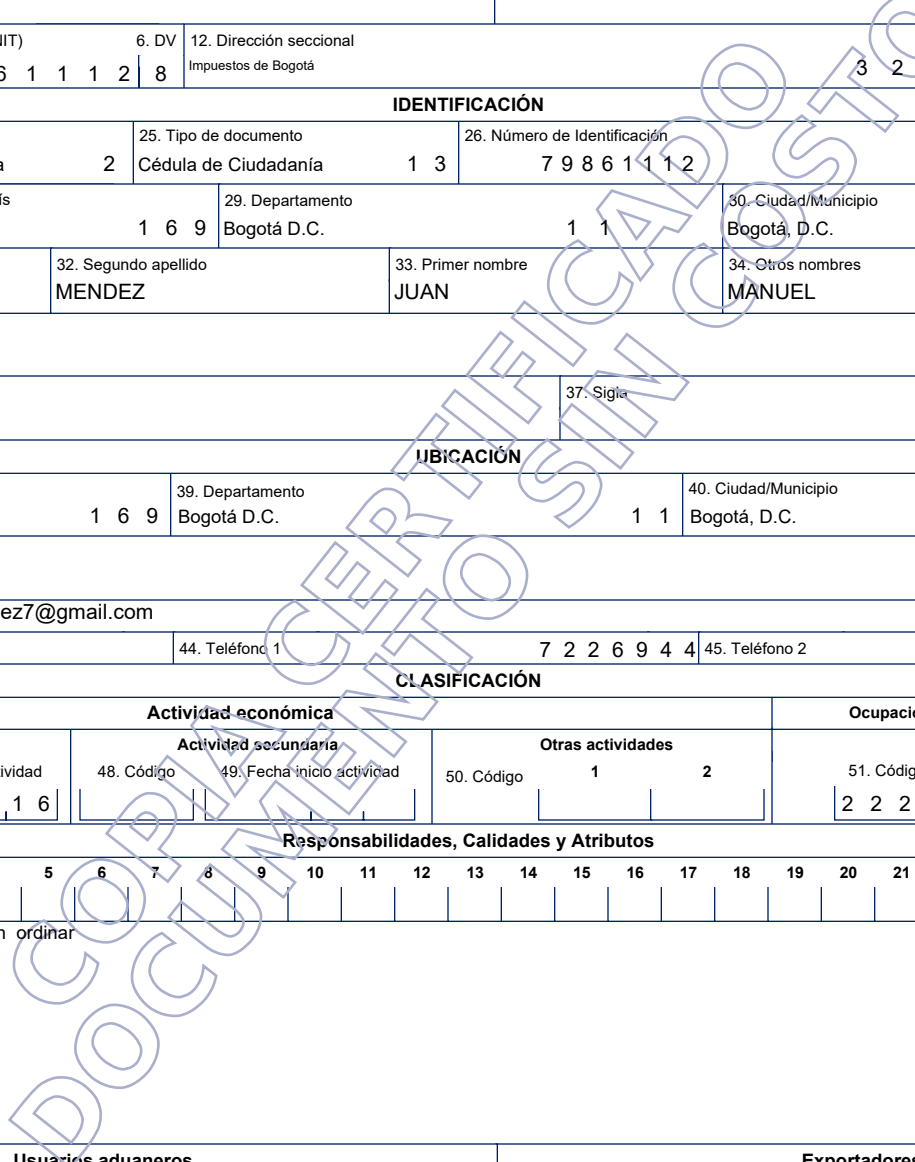 IT) 6. DV 12. Dirección seccional
6 1 1 1 2 8 Impuestos de Bogotá 3 2
IDENTIFICACIÓN
25. Tipo de documento 26. Número de Identificación
a 2 Cédula de Ciudadanía 1 3 7 9 8 6 1 1 1 2
ís 29. Departamento 30. Ciudad/Municipio
1 6 9 Bogotá D.C. 1 1 Bogotá, D.C.
32. Segundo apellido 33. Primer nombre 34. Otros nombres
MENDEZ JUAN MANUEL
37. Sigla
UBICACIÓN
39. Departamento 40. Ciudad/Municipio
1 6 9 Bogotá D.C. 1 1 Bogotá, D.C.
ez7@gmail.com
44. Teléfono 1 7 2 2 6 9 4 4 45. Teléfono 2
CLASIFICACIÓN
Actividad económica Ocupació
Actividad secundaria Otras actividades
ividad 48. Código 49. Fecha inicio actividad 50. Código 1 2 51. Códig
1 6 2 2 2
Responsabilidades, Calidades y Atributos
5 6 7 8 9 10 11 12 13 14 15 16 17 18 19 20 21
n ordinar
Usuarios aduaneros Exportadores
COPIA CERTIFICADO
DOCUMENTO SIN COSTO